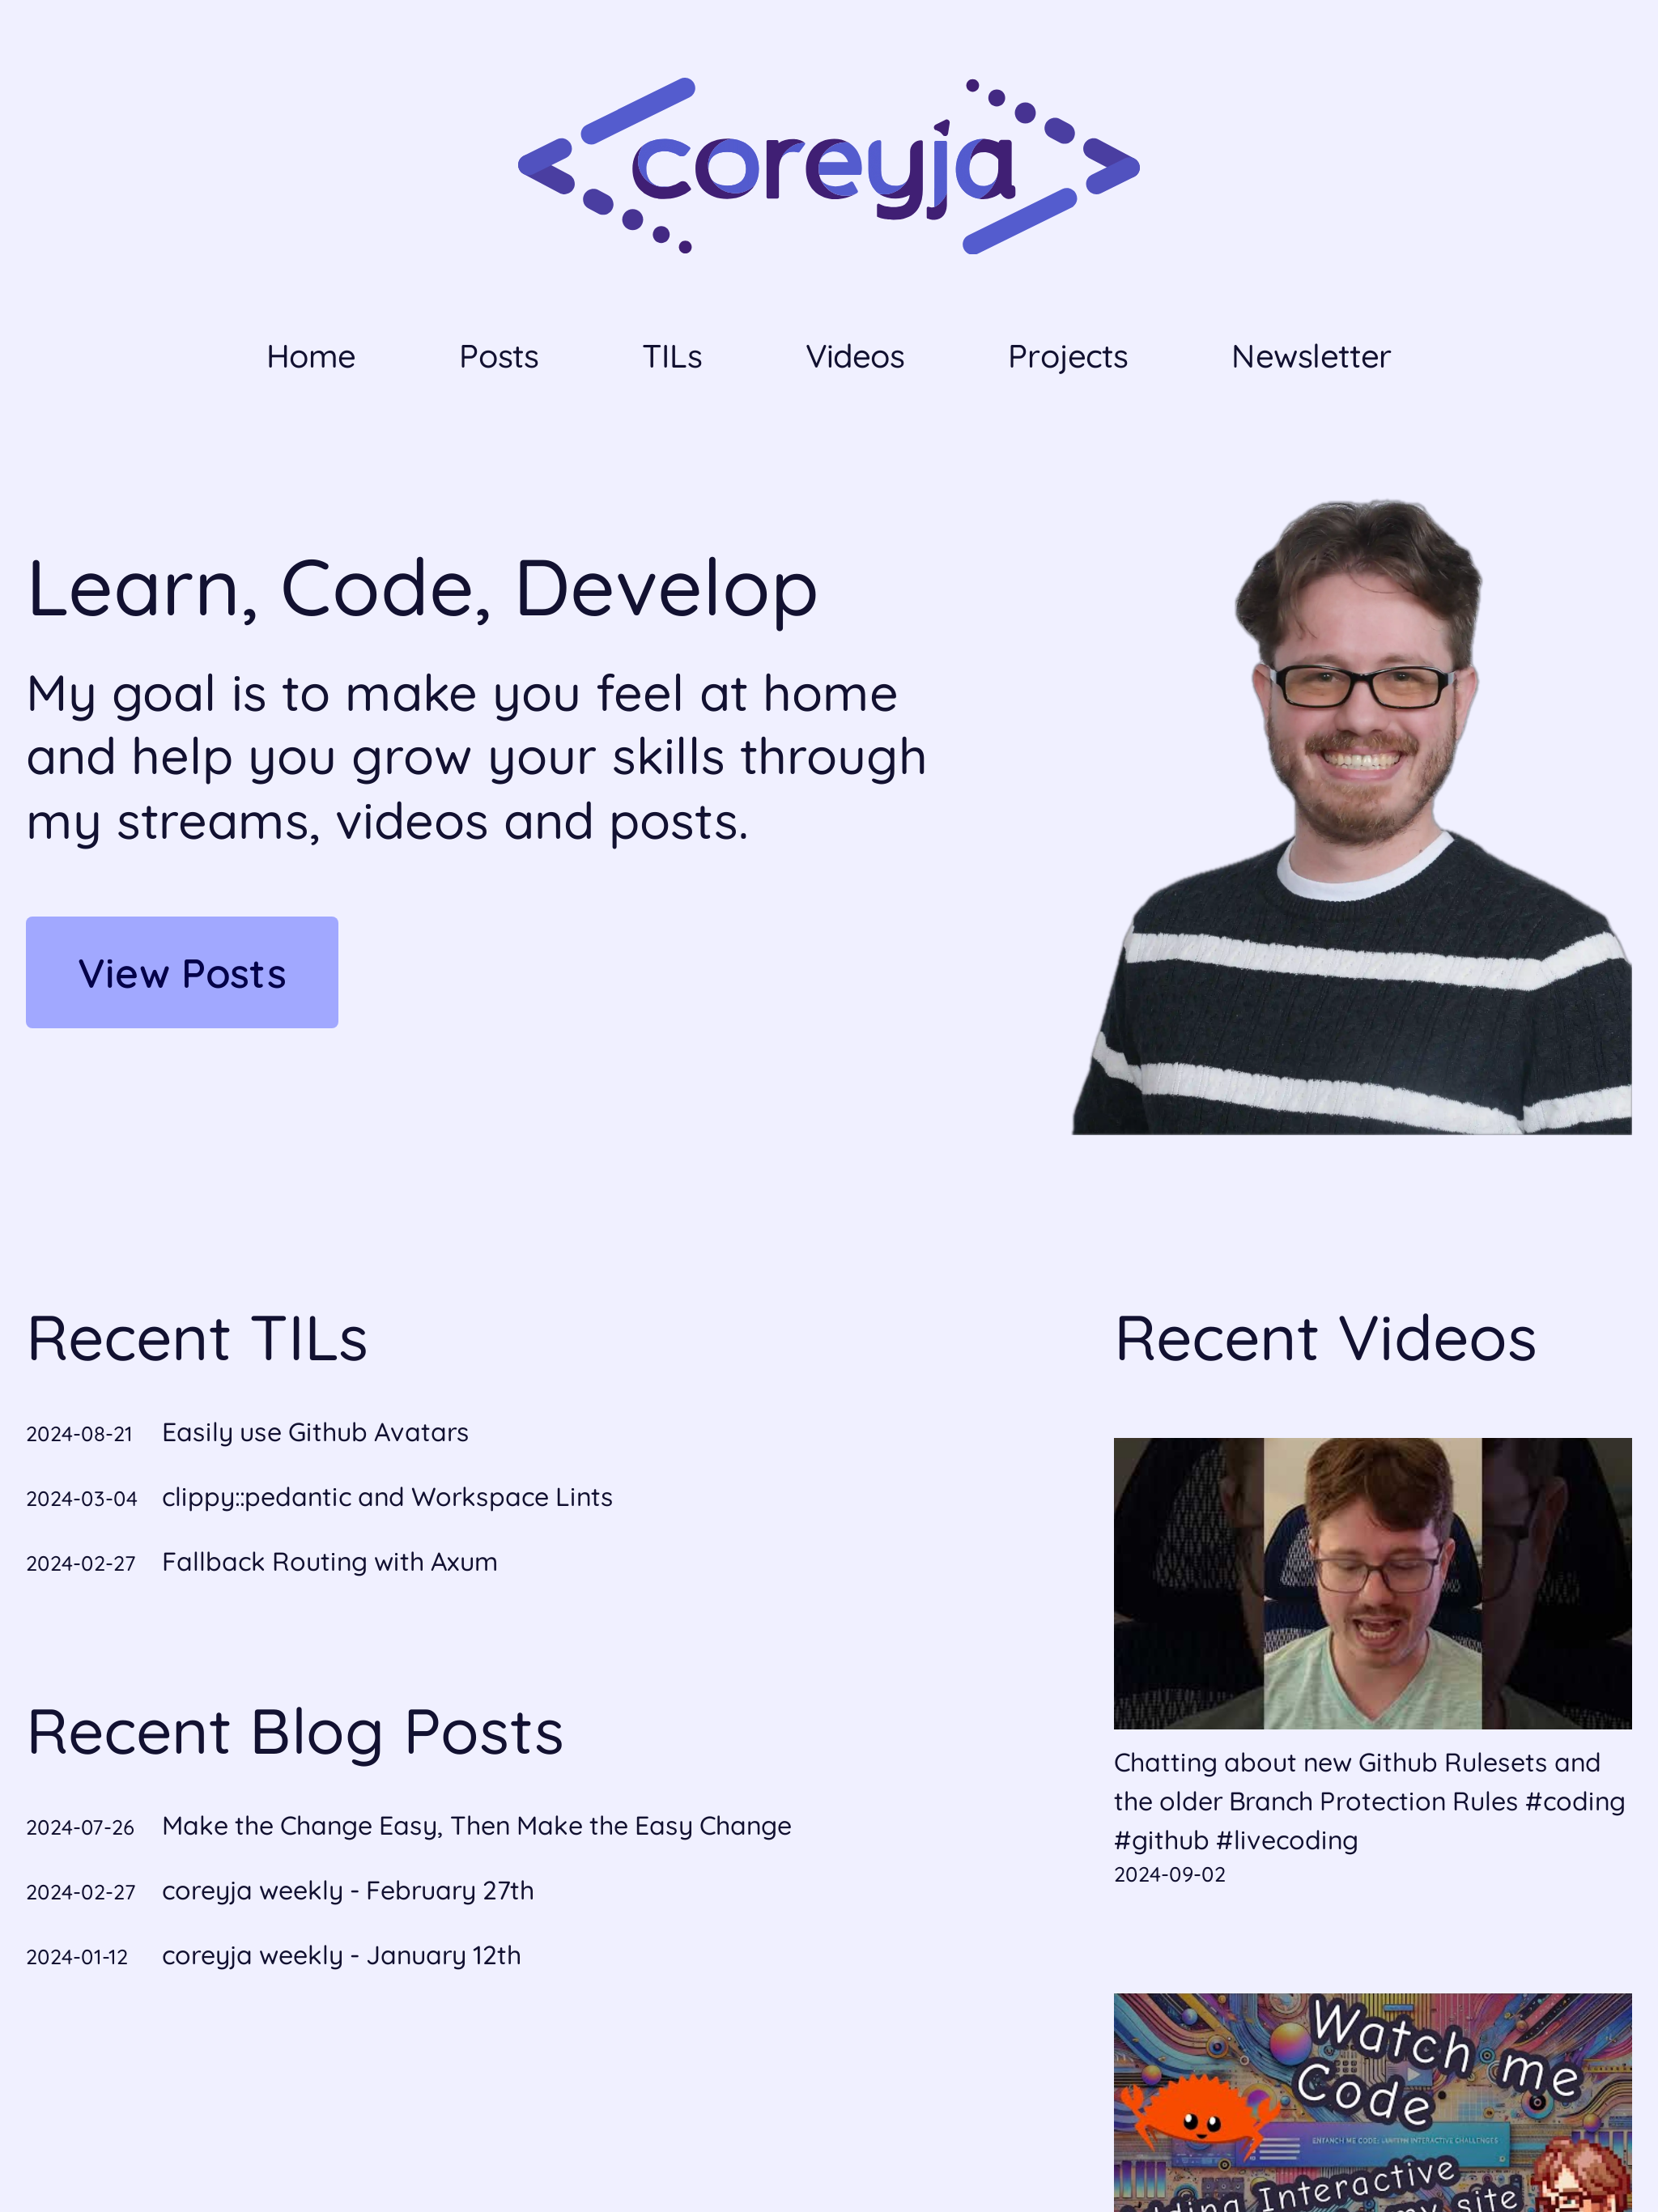 coreyja
Home Posts TILs Videos Projects Newsletter
Learn, Code, Develop
My goal is to make you feel at home
and help you grow your skills through
my streams, videos and posts.
View Posts
Recent TILs
2024-08-21 Easily use Github Avatars
2024-03-04 clippy::pedantic and Workspace Lints
2024-02-27 Fallback Routing with Axum
Recent Blog Posts
2024-07-26 Make the Change Easy, Then Make the Easy Change
2024-02-27 coreyja weekly - February 27th
2024-01-12 coreyja weekly - January 12th
Recent Videos
Chatting about new Github Rulesets and
the older Branch Protection Rules #coding
#github #livecoding
2024-09-02
Watch me
Code
Interactive
my site